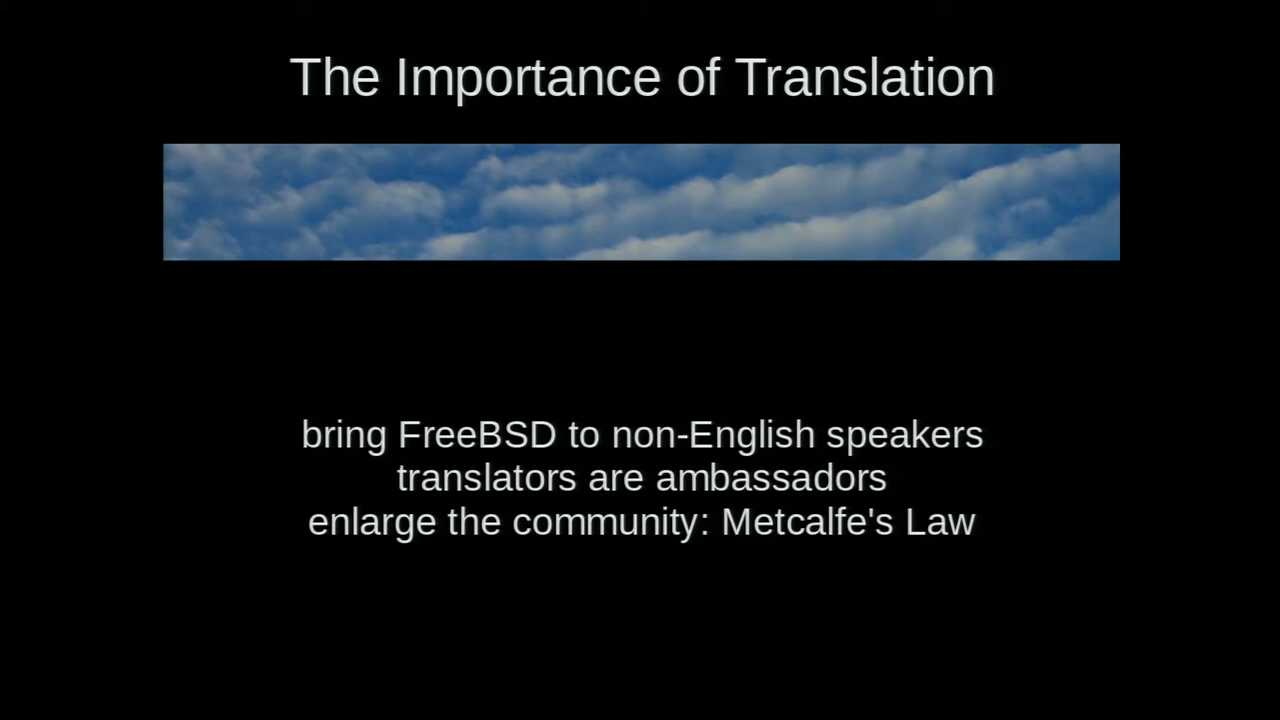 The Importance of Translation
bring FreeBSD to non-English speakers
translators are ambassadors
enlarge the community: Metcalfe's Law